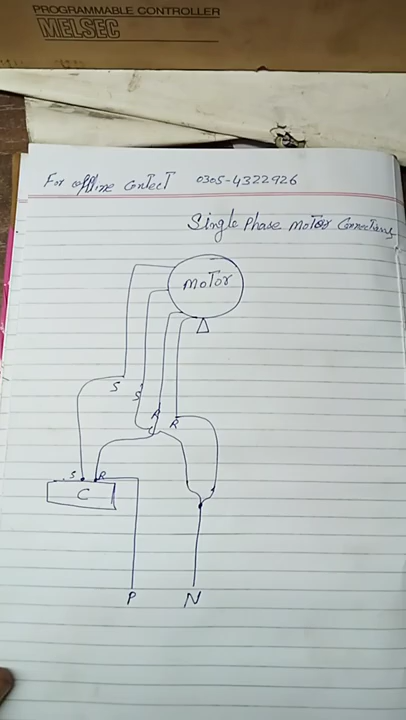 PROGRAMMABLE CONTROLLER
MELSEC
For offline contect 0305-4322926
Single Phase Motor Connections
MOTOR
S
S
R
R
S R
C
P N